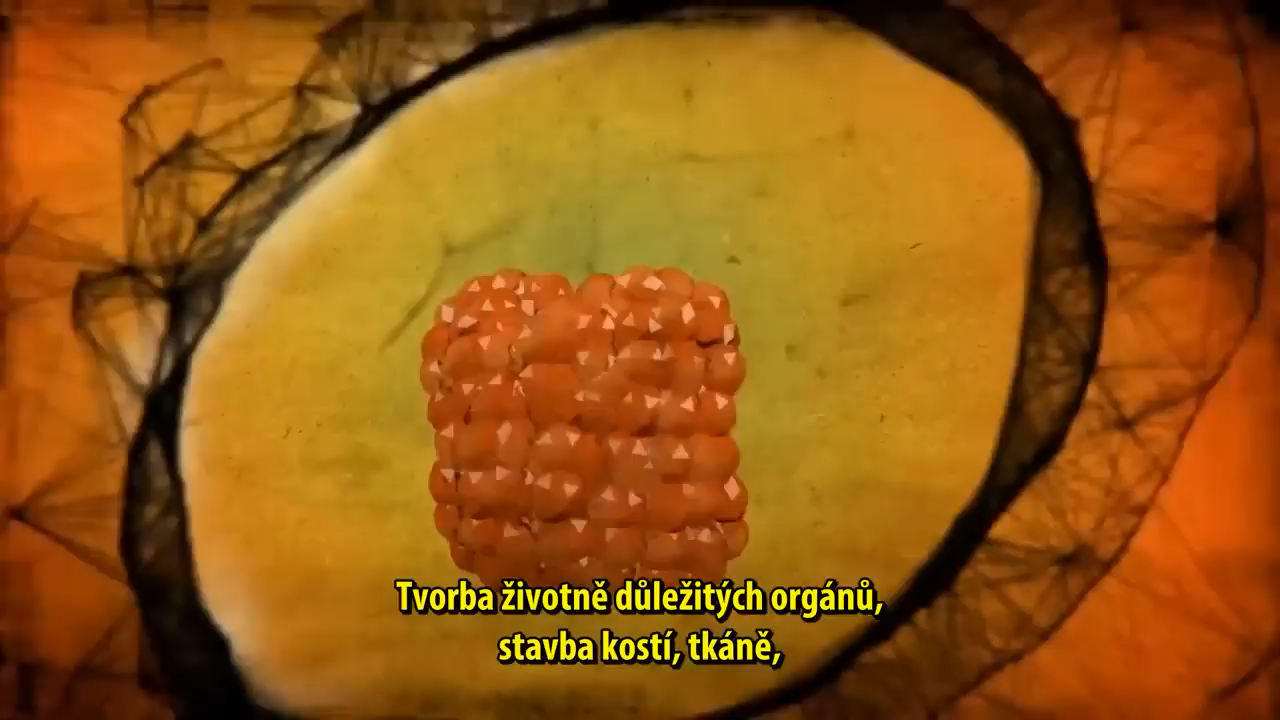 Tvorba životně důležitých orgánů,
stavba kostí, tkáně,